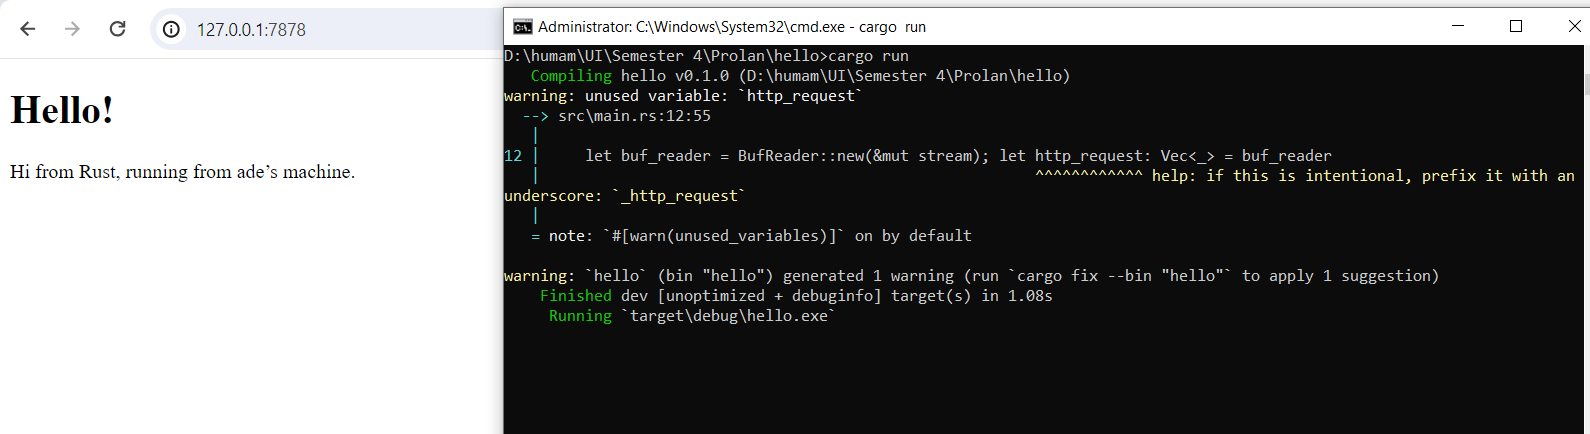 127.0.0.1:7878
Hello!
Hi from Rust, running from ade’s machine.
Administrator: C:\Windows\System32\cmd.exe - cargo  run
D:\humam\UI\Semester 4\Prolan\hello>cargo run
   Compiling hello v0.1.0 (D:\humam\UI\Semester 4\Prolan\hello)
warning: unused variable: `http_request`
  --> src\main.rs:12:55
   |
12 |     let buf_reader = BufReader::new(&mut stream); let http_request: Vec<_> = buf_reader
   |                                                       ^^^^^^^^^^^^ help: if this is intentional, prefix it with an
underscore: `_http_request`
   |
   = note: `#[warn(unused_variables)]` on by default
warning: `hello` (bin "hello") generated 1 warning (run `cargo fix --bin "hello"` to apply 1 suggestion)
    Finished dev [unoptimized + debuginfo] target(s) in 1.08s
     Running `target\debug\hello.exe`